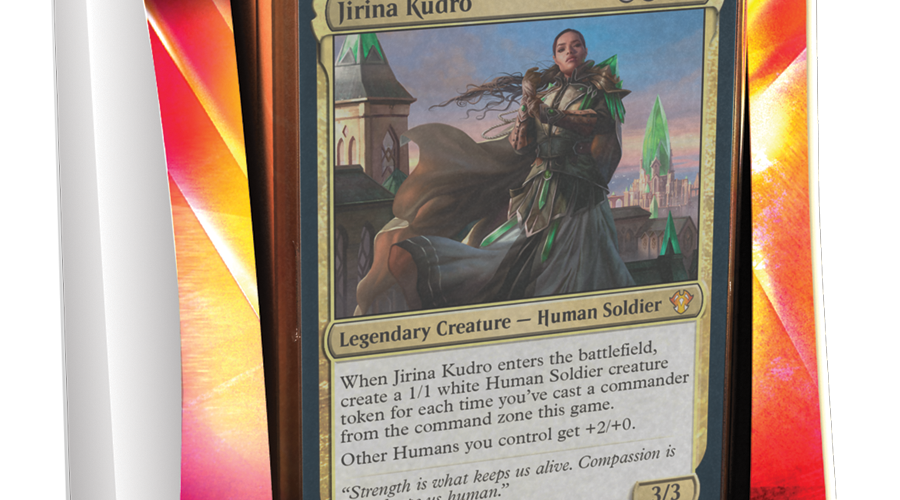 Jirina Kudro
Legendary Creature — Human Soldier
When Jirina Kudro enters the battlefield,
create a 1/1 white Human Soldier creature
token for each time you've cast a commander
from the command zone this game.
Other Humans you control get +2/+0.
"Strength is what keeps us alive. Compassion is
us human."
3/3